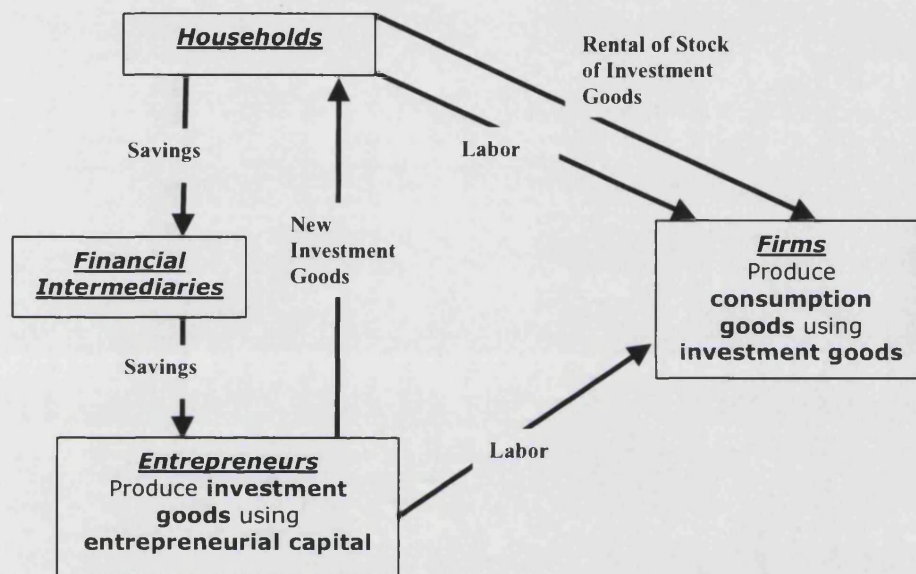 Households
Rental of Stock
of Investment
Goods
Savings
Labor
New
Investment
Goods
Financial
Intermediaries
Firms
Produce
consumption
goods using
investment goods
Savings
Labor
Entrepreneurs
Produce investment
goods using
entrepreneurial capital